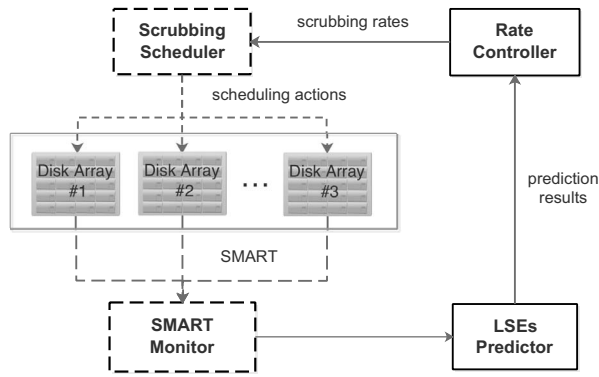 Scrubbing
Scheduler
scrubbing rates
Rate
Controller
scheduling actions
Disk Array
#1
Disk Array
#2
...
Disk Array
#3
prediction
results
SMART
SMART
Monitor
LSEs
Predictor